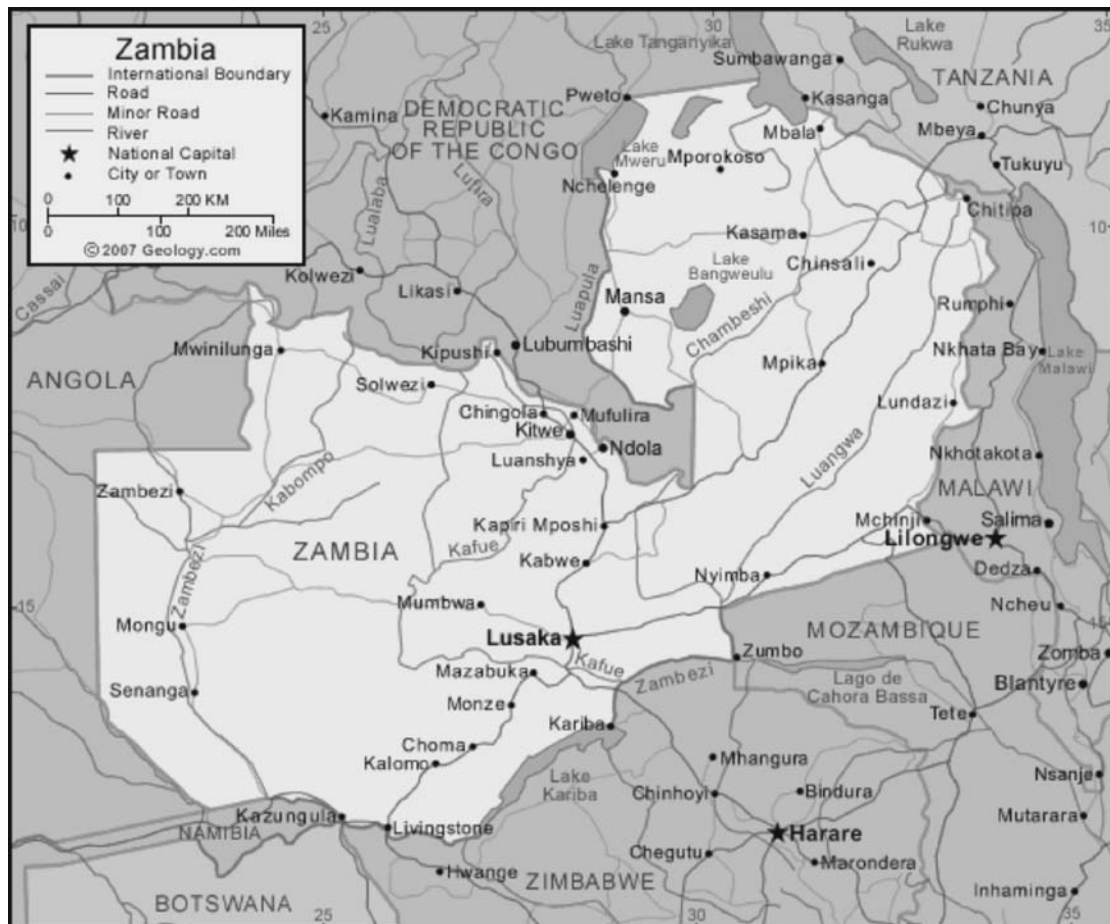 Zambia
International Boundary
Road
Minor Road
River
National Capital
City or Town
0 100 200 KM
0 100 200 Miles
© 2007 Geology.com
25
30
35
Lake
Rukwa
Lake Tanganyika
Sumbawanga
TANZANIA
Pweto
Kasanga
Chunya
Kamina
DEMOCRATIC
REPUBLIC
OF THE CONGO
Mbala
Mbeya
Lake
Mweru
Mporokoso
Tukuyu
Nchelenge
Lualaba
Lufira
Chitipa
10
10
Kasama
Chinsali
Lake
Bangweulu
Kolwezi
Likasi
Cassai
Luapula
Mansa
Chambeshi
Rumphi
Mwinilunga
Kipushi
Lubumbashi
Mpika
Nkhata Bay
Lake
Malawi
ANGOLA
Solwezi
Chingola
Mufulira
Lundazi
Kitwe
Ndola
Luanshya
Luangwa
Nkhotakota
Kabompo
Zambezi
MALAWI
Kapiri Mposhi
Mchinji
Salima
Lilongwe
ZAMBIA
Kafue
Kabwe
Nyimba
Dedza
Zambezi
15
Mumbwa
Ncheu
15
Mongu
Lusaka
MOZAMBIQUE
Kafue
Zumbo
Zomba
Mazabuka
Zambezi
Lago de
Cahora Bassa
Blantyre
Senanga
Monze
Kariba
Tete
Choma
Kalomo
Mhangura
Nsanje
Lake
Kariba
Chinhoyi
Bindura
Kazungula
Mutarara
NAMIBIA
Livingstone
Harare
Chegutu
Marondera
Hwange
ZIMBABWE
Inhaminga
BOTSWANA
25
30
35